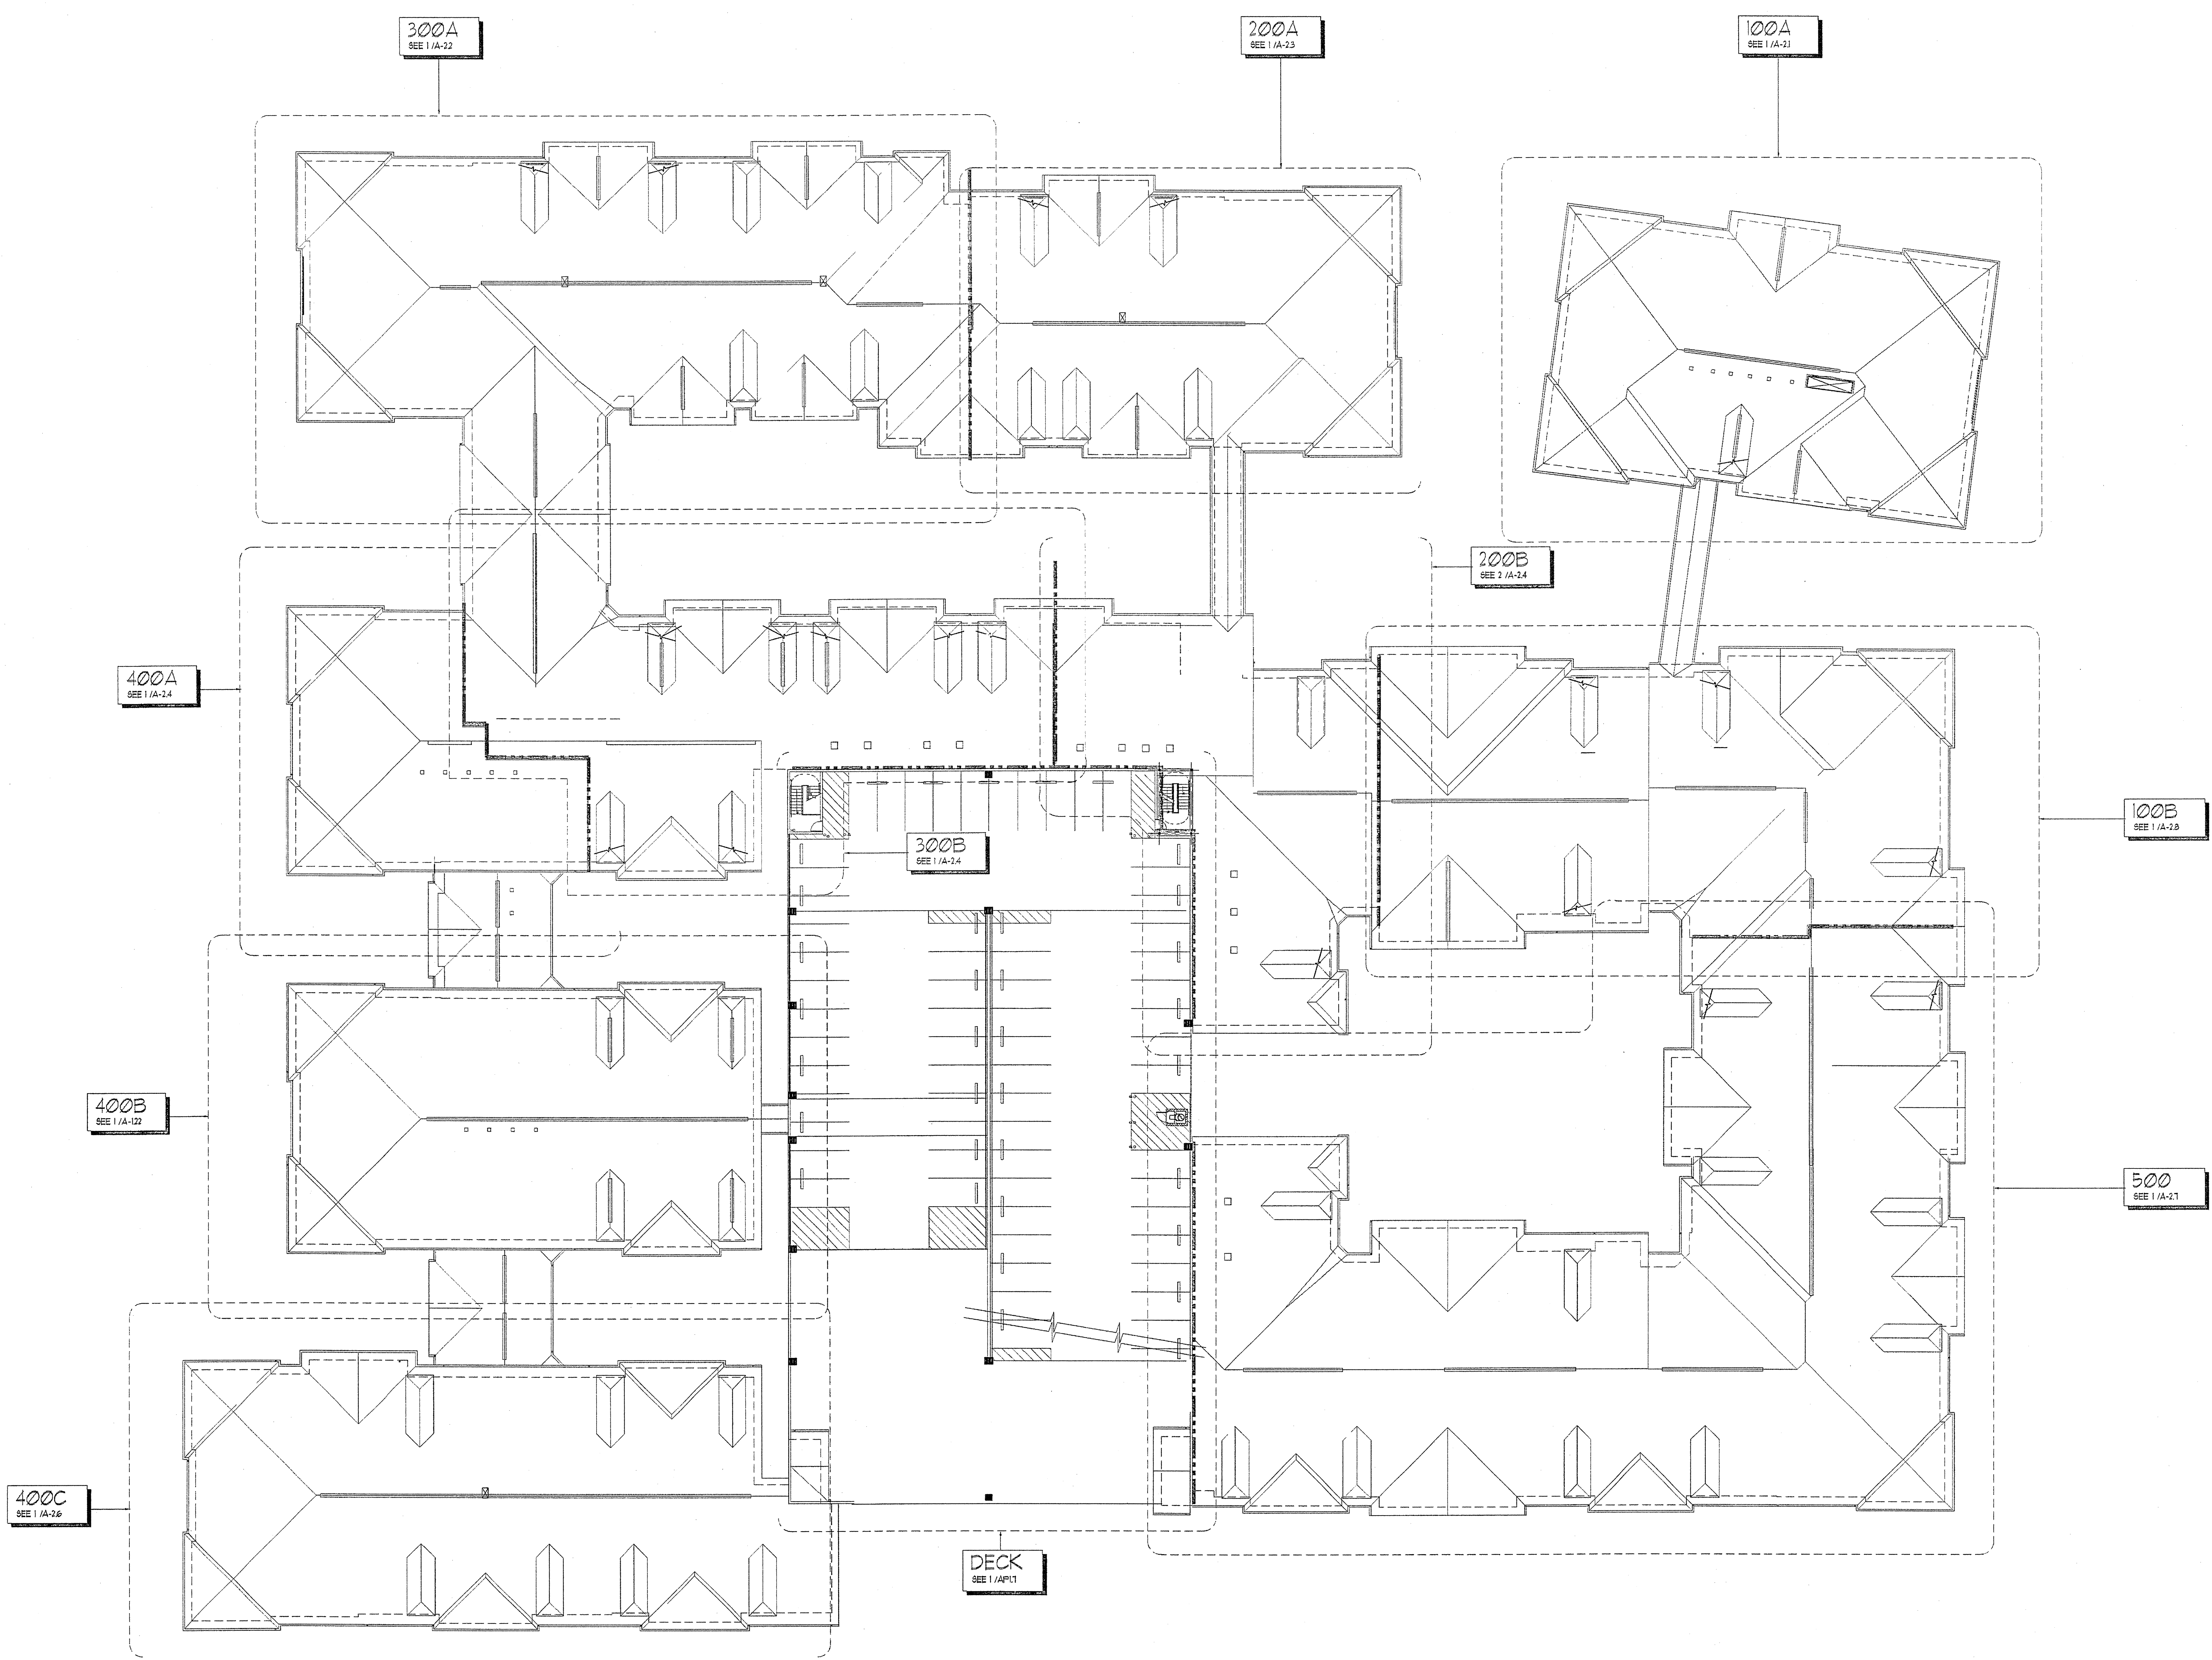 300A
SEE 1 /A-2.2
200A
SEE 1 /A-2.3
100A
SEE 1 /A-2.1
200B
SEE 2 /A-2.4
400A
SEE 1 /A-2.4
100B
SEE 1 /A-2.8
300B
SEE 1 /A-2.4
400B
SEE 1 /A-1.22
500
SEE 1 /A-2.7
400C
SEE 1 /A-2.6
DECK
SEE 1 /AP1.7